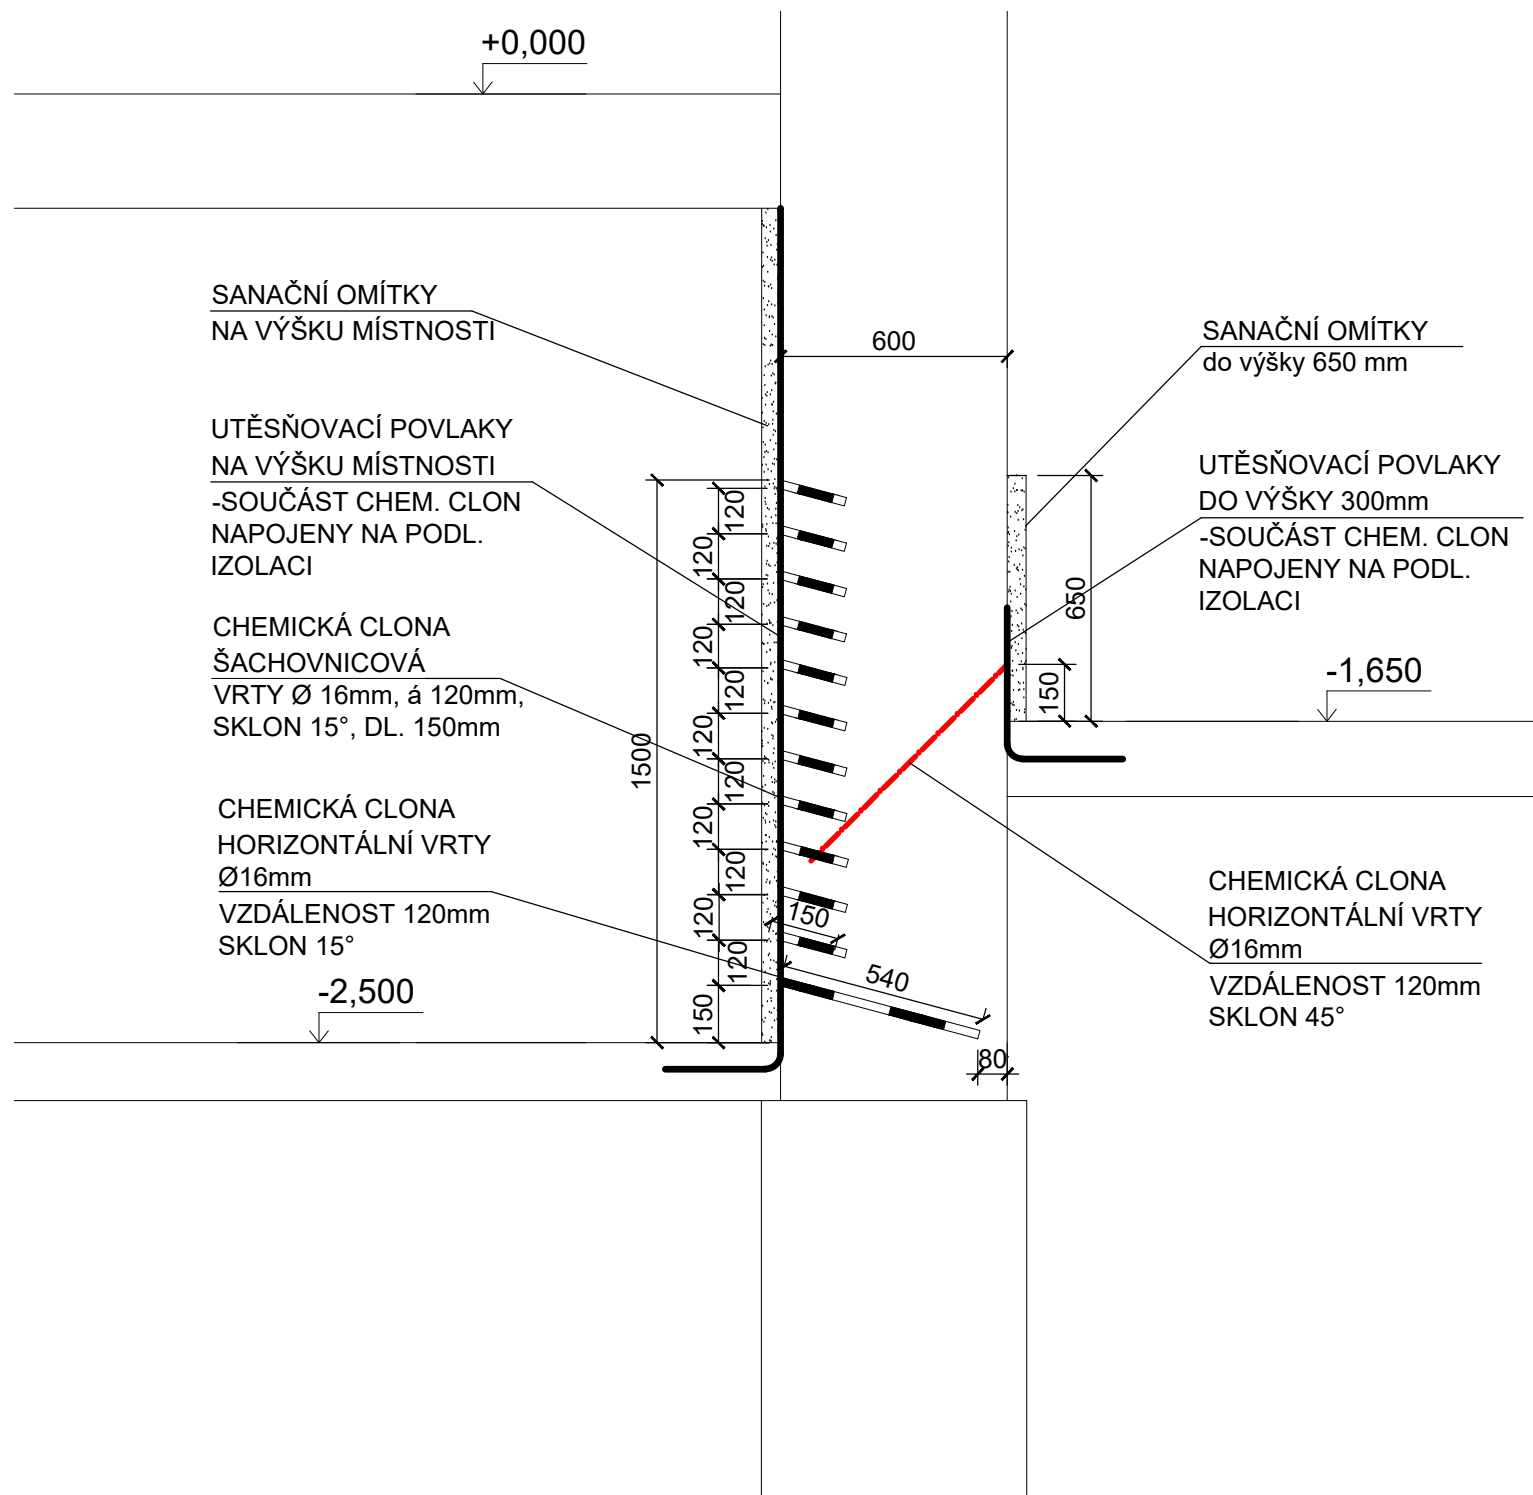 +0,000
SANAČNÍ OMÍTKY
NA VÝŠKU MÍSTNOSTI
UTĚSŇOVACÍ POVLAKY
NA VÝŠKU MÍSTNOSTI
-SOUČÁST CHEM. CLON
NAPOJENY NA PODL.
IZOLACI
CHEMICKÁ CLONA
ŠACHOVNICOVÁ
VRTY Ø 16mm, á 120mm,
SKLON 15°, DL. 150mm
CHEMICKÁ CLONA
HORIZONTÁLNÍ VRTY
Ø16mm
VZDÁLENOST 120mm
SKLON 15°
-2,500
1500
120
120
120
120
120
120
120
120
120
120
120
150
600
150
540
80
SANAČNÍ OMÍTKY
do výšky 650 mm
UTĚSŇOVACÍ POVLAKY
DO VÝŠKY 300mm
-SOUČÁST CHEM. CLON
NAPOJENY NA PODL.
IZOLACI
650
150
-1,650
CHEMICKÁ CLONA
HORIZONTÁLNÍ VRTY
Ø16mm
VZDÁLENOST 120mm
SKLON 45°